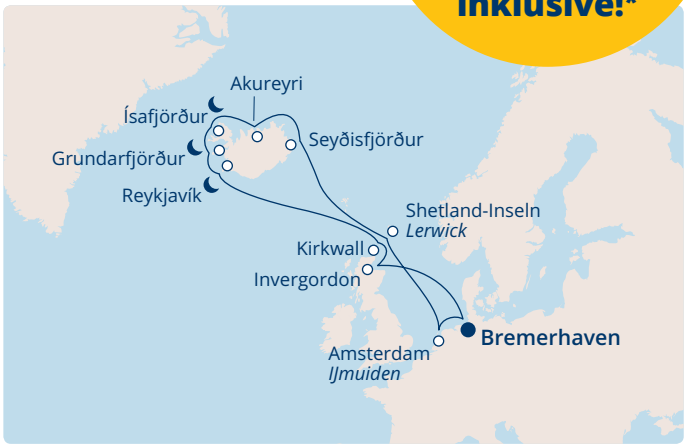 inklusive!*
Akureyri
Ísafjörður
Seyðisfjörður
Grundarfjörður
Reykjavík
Shetland-Inseln
Lerwick
Kirkwall
Invergordon
Bremerhaven
Amsterdam
IJmuiden